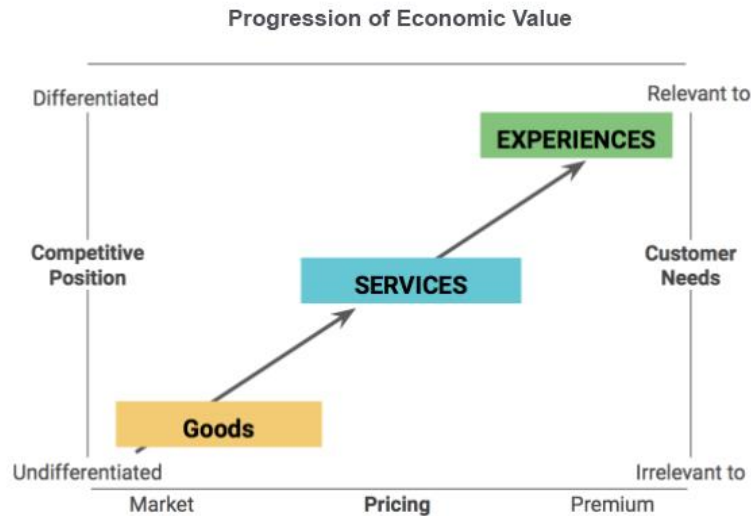 Progression of Economic Value
Differentiated
Relevant to
EXPERIENCES
Competitive
Position
Customer
Needs
SERVICES
Goods
Undifferentiated
Irrelevant to
Market
Pricing
Premium